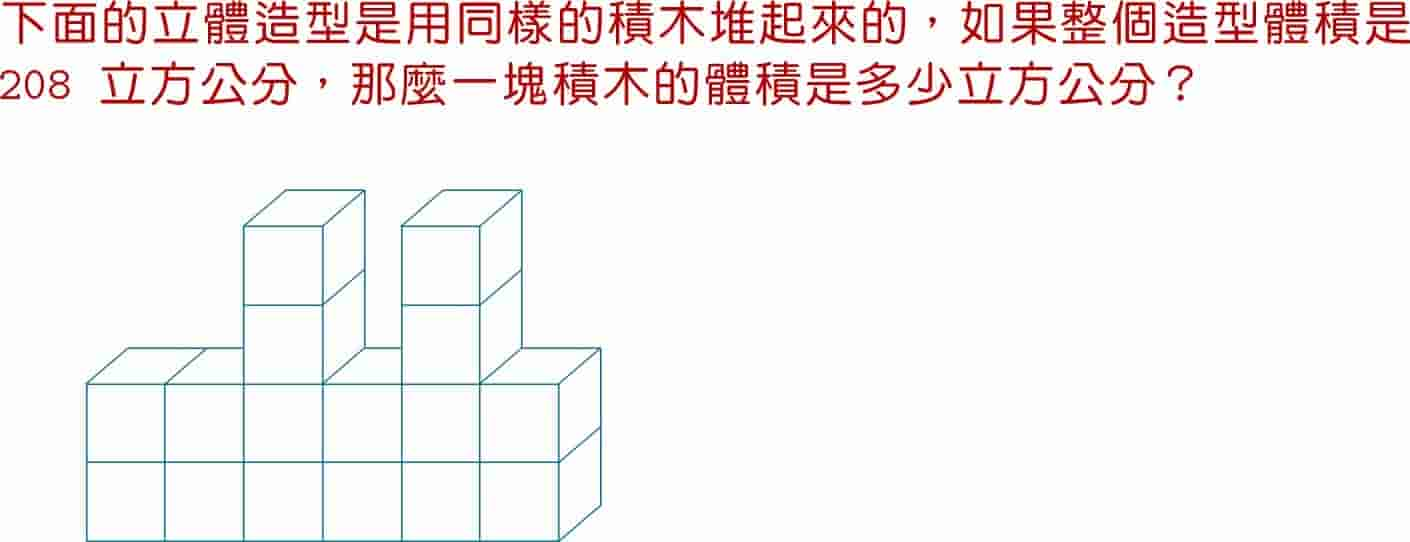 下面的立體造型是用同樣的積木堆起來的，如果整個造型體積是
208 立方公分，那麼一塊積木的體積是多少立方公分？